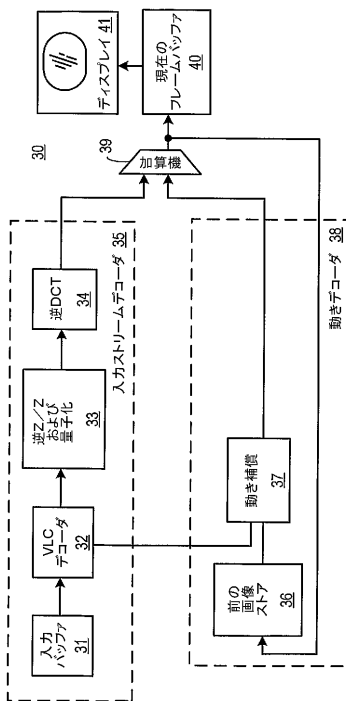 30
入力
バッファ
31
VLC
デコーダ
32
逆Z/Z
および
量子化
33
逆DCT
34
入力ストリームデコーダ 35
加算機
39
ディスプレイ 41
現在の
フレームバッファ
40
前の
画像
ストア
36
動き補償
37
動きデコーダ 38